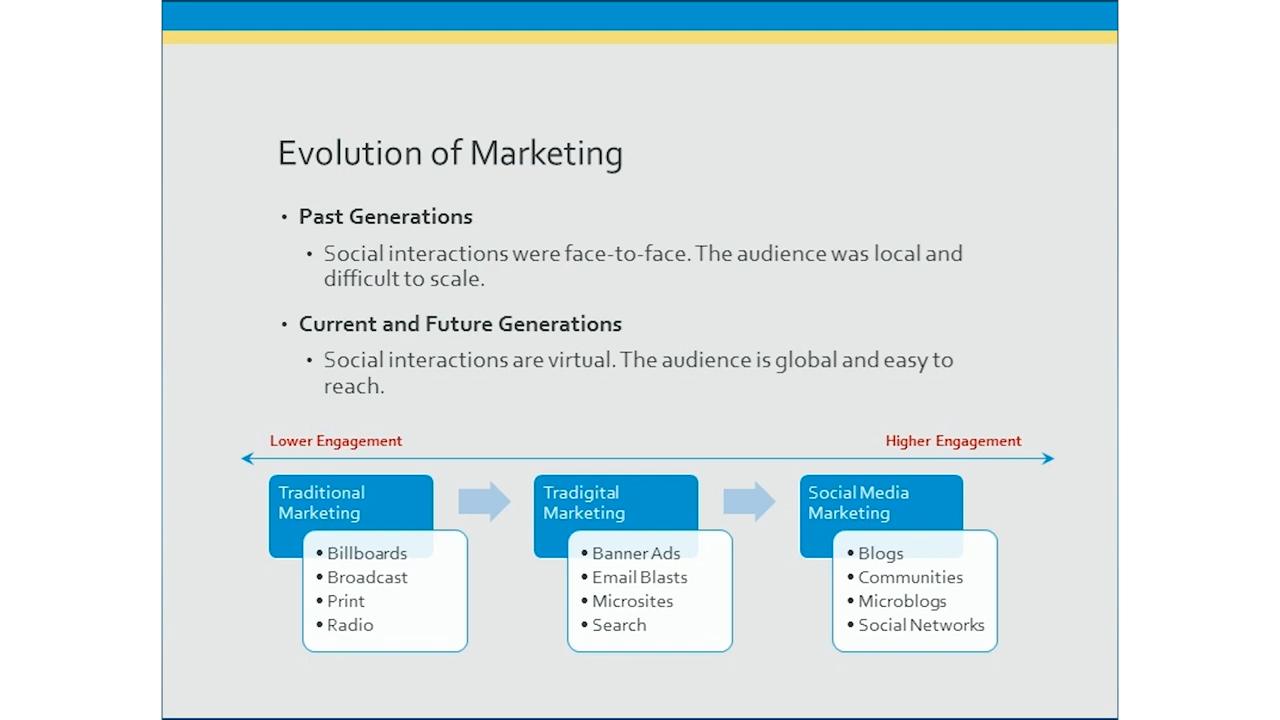 Evolution of Marketing
• Past Generations
• Social interactions were face-to-face. The audience was local and
difficult to scale.
• Current and Future Generations
• Social interactions are virtual. The audience is global and easy to
reach.
Lower Engagement
Higher Engagement
Traditional
Marketing
• Billboards
• Broadcast
• Print
• Radio
Tradigital
Marketing
• Banner Ads
• Email Blasts
• Microsites
• Search
Social Media
Marketing
• Blogs
• Communities
• Microblogs
• Social Networks